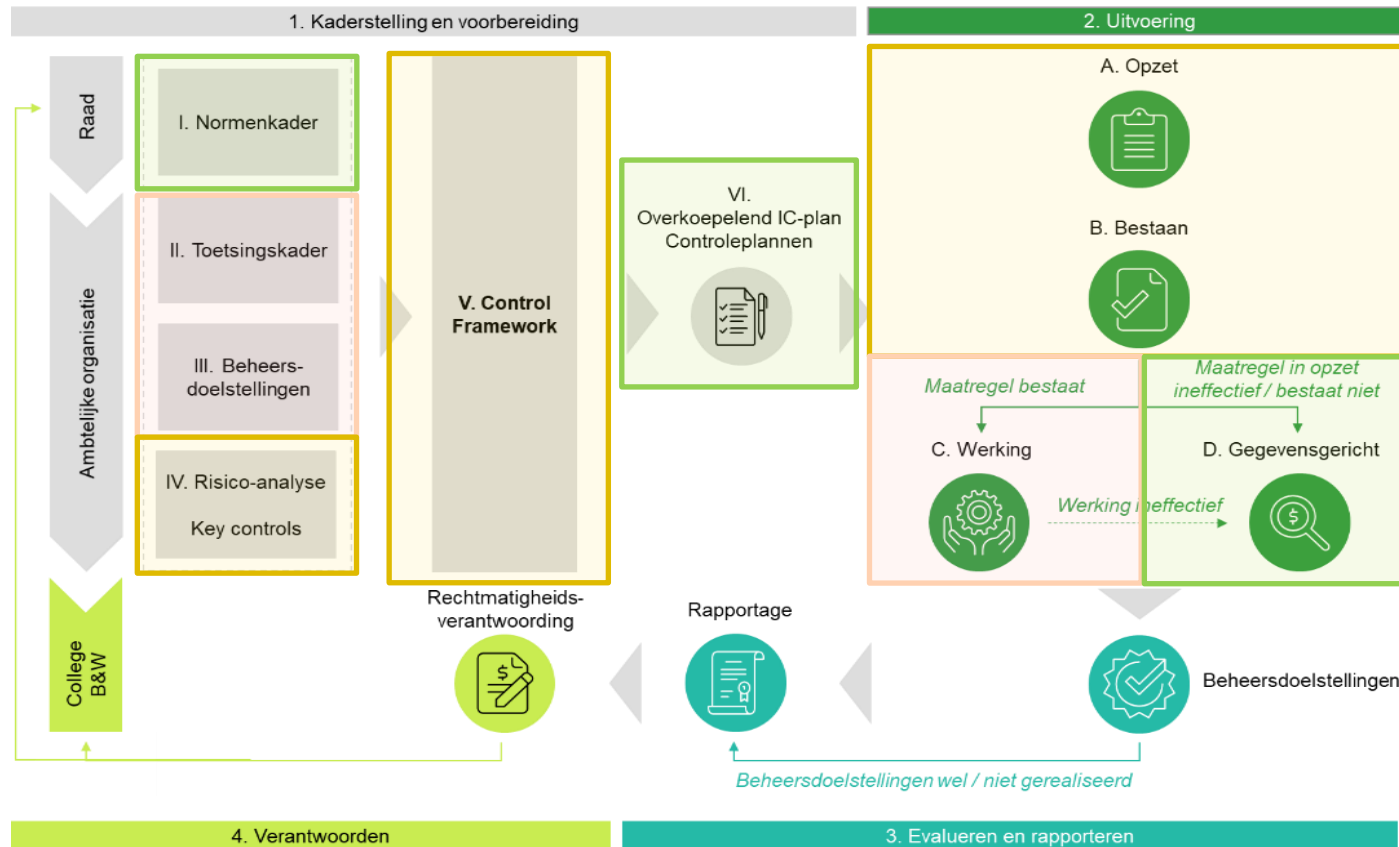 1. Kaderstelling en voorbereiding
2. Uitvoering
Raad
Ambtelijke organisatie
College
B&W
I. Normenkader
II. Toetsingskader
III. Beheers-
doelstellingen
IV. Risico-analyse
Key controls
V. Control
Framework
VI.
Overkoepelend IC-plan
Controleplannen
A. Opzet
B. Bestaan
Maatregel bestaat
Maatregel in opzet
ineffectief / bestaat niet
C. Werking
D. Gegevensgericht
Werking ineffectief
Rechtmatigheids-
verantwoording
$
Rapportage
Beheersdoelstellingen
Beheersdoelstellingen wel / niet gerealiseerd
4. Verantwoorden
3. Evalueren en rapporteren